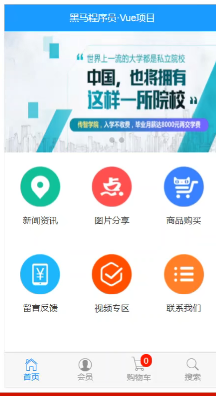 黑马程序员·Vue项目
世界上一流的大学都是私立院校
中国，也将拥有
这样一所院校
传智学院，入学不收费，毕业月薪达8000元再交学费
新闻资讯
图片分享
商品购买
留言反馈
视频专区
联系我们
0
首页
会员
购物车
搜索